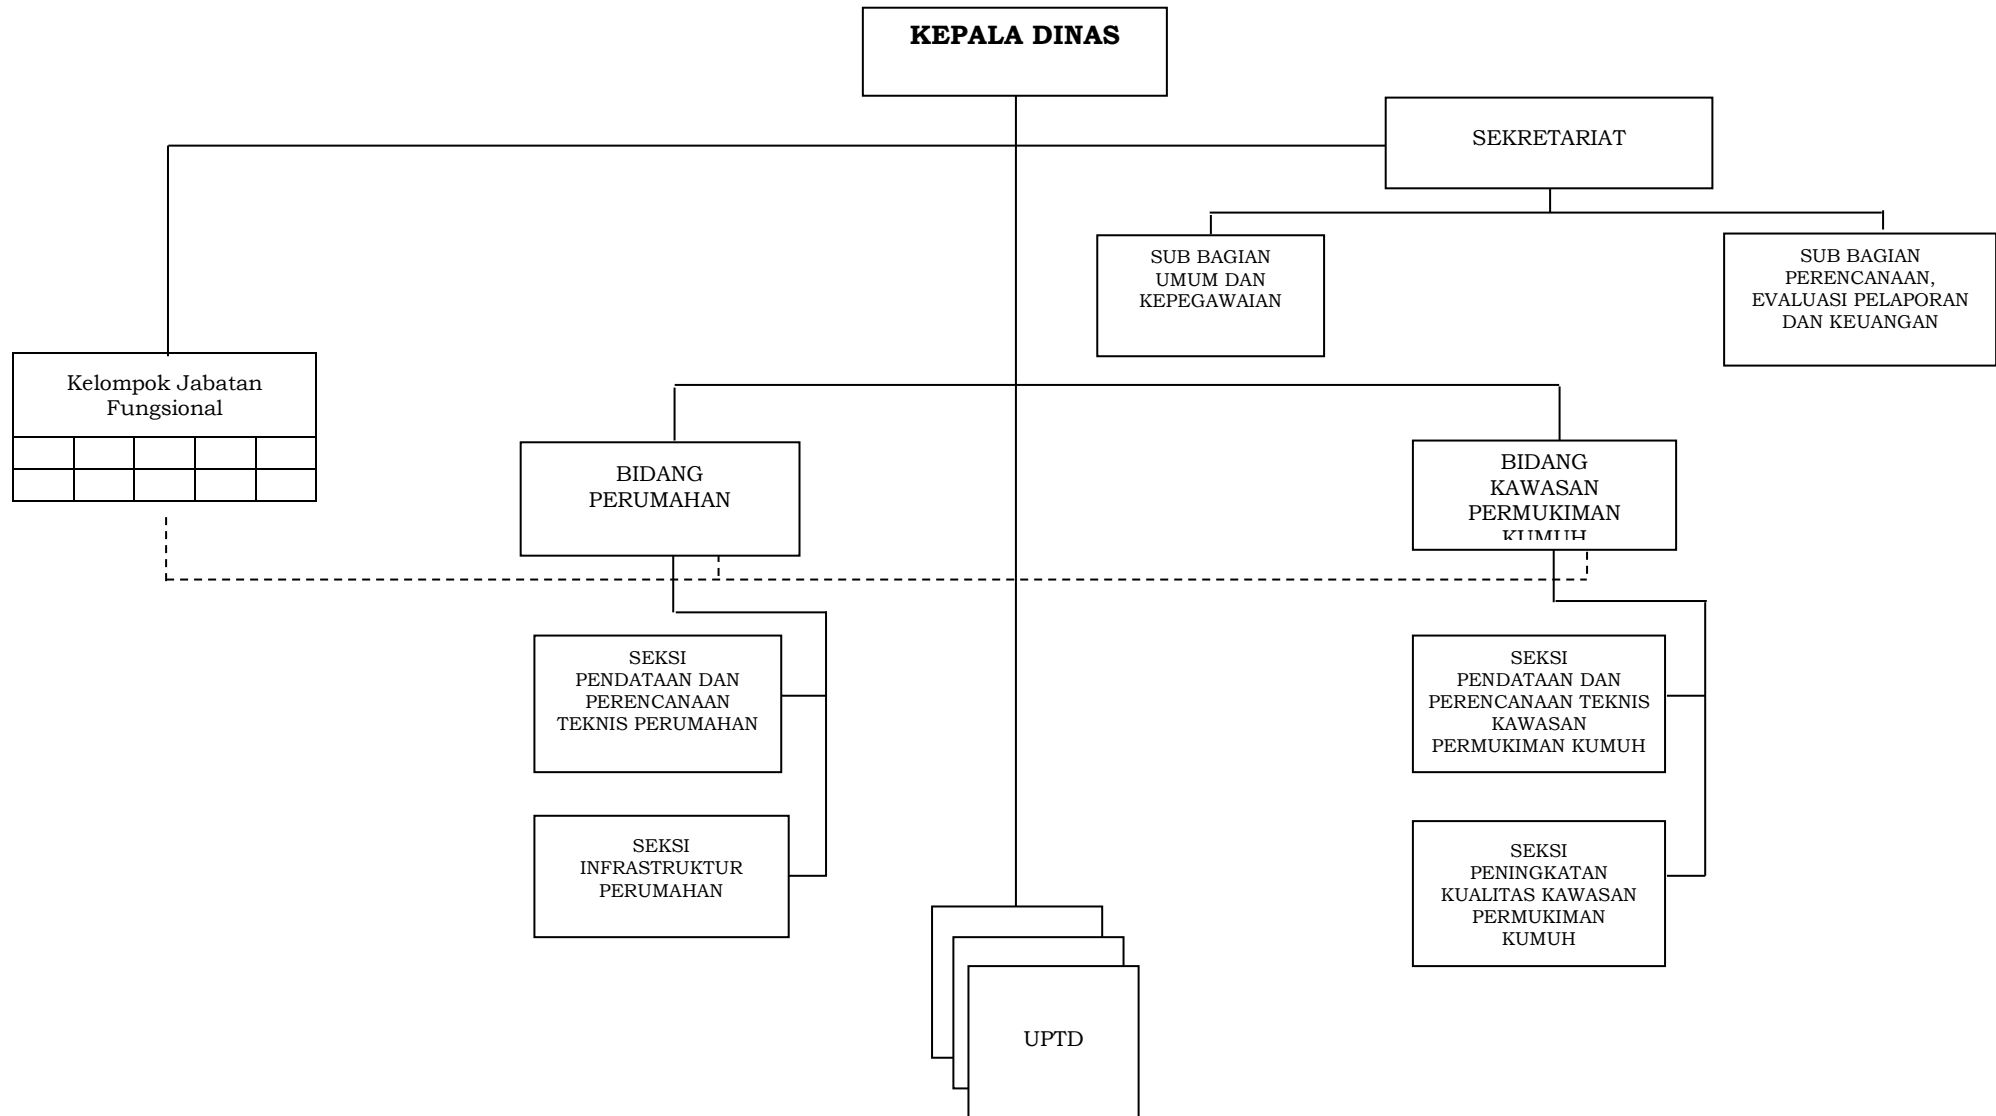 KEPALA DINAS
SEKRETARIAT
SUB BAGIAN
UMUM DAN
KEPEGAWAIAN
SUB BAGIAN
PERENCANAAN,
EVALUASI PELAPORAN
DAN KEUANGAN
Kelompok Jabatan
Fungsional
BIDANG
PERUMAHAN
BIDANG
KAWASAN
PERMUKIMAN
KUMUH
SEKSI
PENDATAAN DAN
PERENCANAAN
TEKNIS PERUMAHAN
SEKSI
PENDATAAN DAN
PERENCANAAN TEKNIS
KAWASAN
PERMUKIMAN KUMUH
SEKSI
INFRASTRUKTUR
PERUMAHAN
SEKSI
PENINGKATAN
KUALITAS KAWASAN
PERMUKIMAN
KUMUH
UPTD